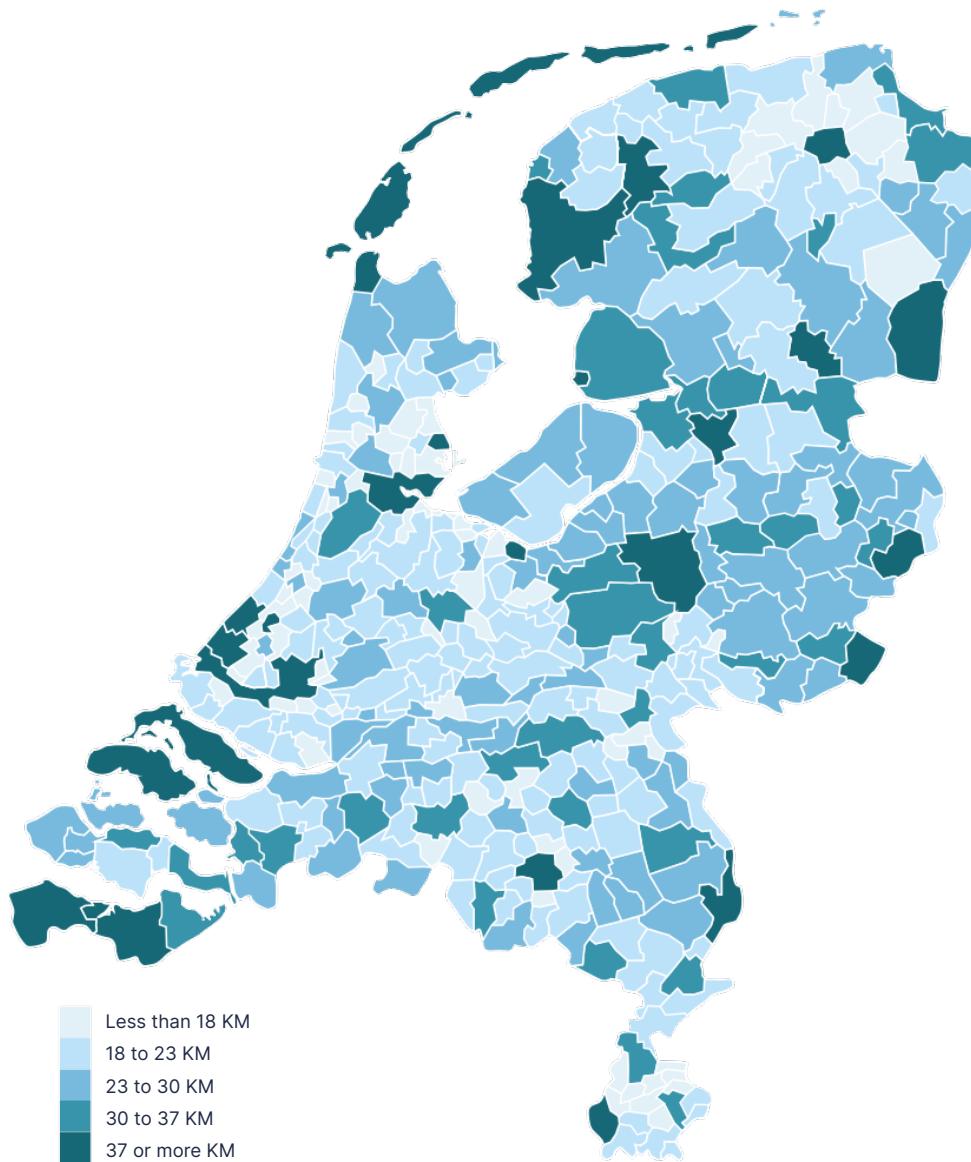 Less than 18 KM
18 to 23 KM
23 to 30 KM
30 to 37 KM
37 or more KM